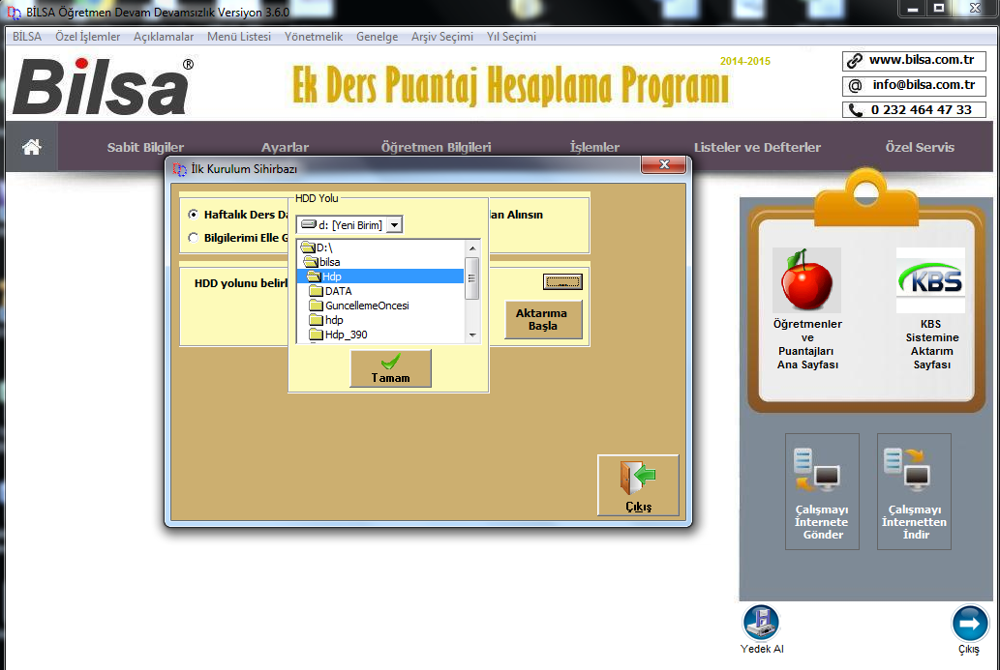 BİLSA Öğretmen Devam Devamsızlık Versiyon 3.6.0
BİLSA Özel İşlemler Açıklamalar Menü Listesi Yönetmelik Genelge Arşiv Seçimi Yıl Seçimi
Bilsa®
Ek Ders Puantaj Hesaplama Programı
2014-2015
www.bilsa.com.tr
@ info@bilsa.com.tr
0 232 464 47 33
Sabit Bilgiler Ayarlar Öğretmen Bilgileri İşlemler Listeler ve Defterler Özel Servis
İlk Kurulum Sihirbazı
HDD Yolu
Haftalık Ders Da
lan Alınsın
Bilgilerimi Elle G
d: [Yeni Birim]
D:\
bilsa
Hdp
DATA
GuncellemeOncesi
hdp
Hdp_390
HDD yolunu belirl
......
Aktarıma
Başla
Tamam
Çıkış
Öğretmenler
ve
Puantajları
Ana Sayfası
KBS
KBS
Sistemine
Aktarım
Sayfası
Çalışmayı
İnternete
Gönder
Çalışmayı
İnternetten
İndir
Yedek Al
Çıkış